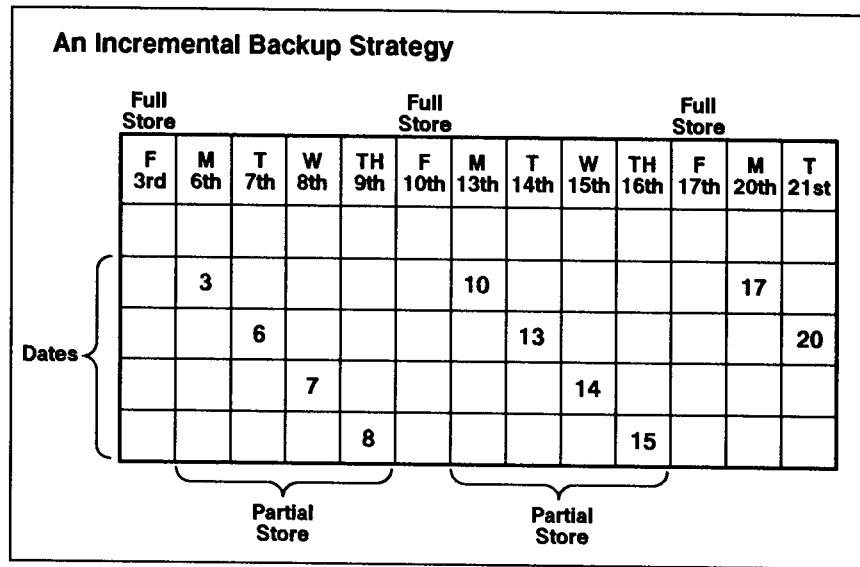 An Incremental Backup Strategy
Full Store Full Store Full Store
F 3rd M 6th T 7th W 8th TH 9th F 10th M 13th T 14th W 15th TH 16th F 17th M 20th T 21st
3 10 17
6 13 20
Dates
7 14
8 15
Partial Store Partial Store